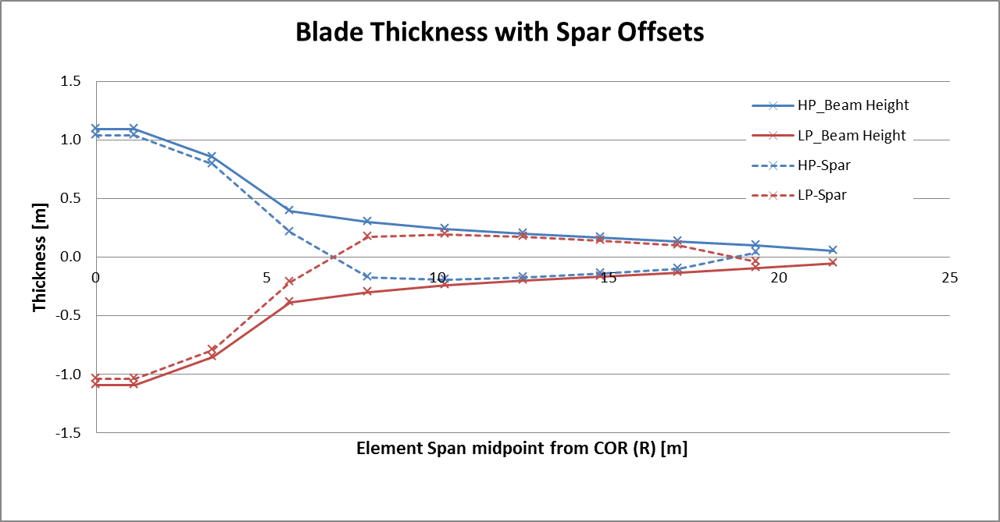 Blade Thickness with Spar Offsets
1.5
1.0
0.5
0.0
-0.5
-1.0
-1.5
Thickness [m]
0
5
10
15
20
25
Element Span midpoint from COR (R) [m]
HP_Beam Height
LP_Beam Height
HP-Spar
LP-Spar